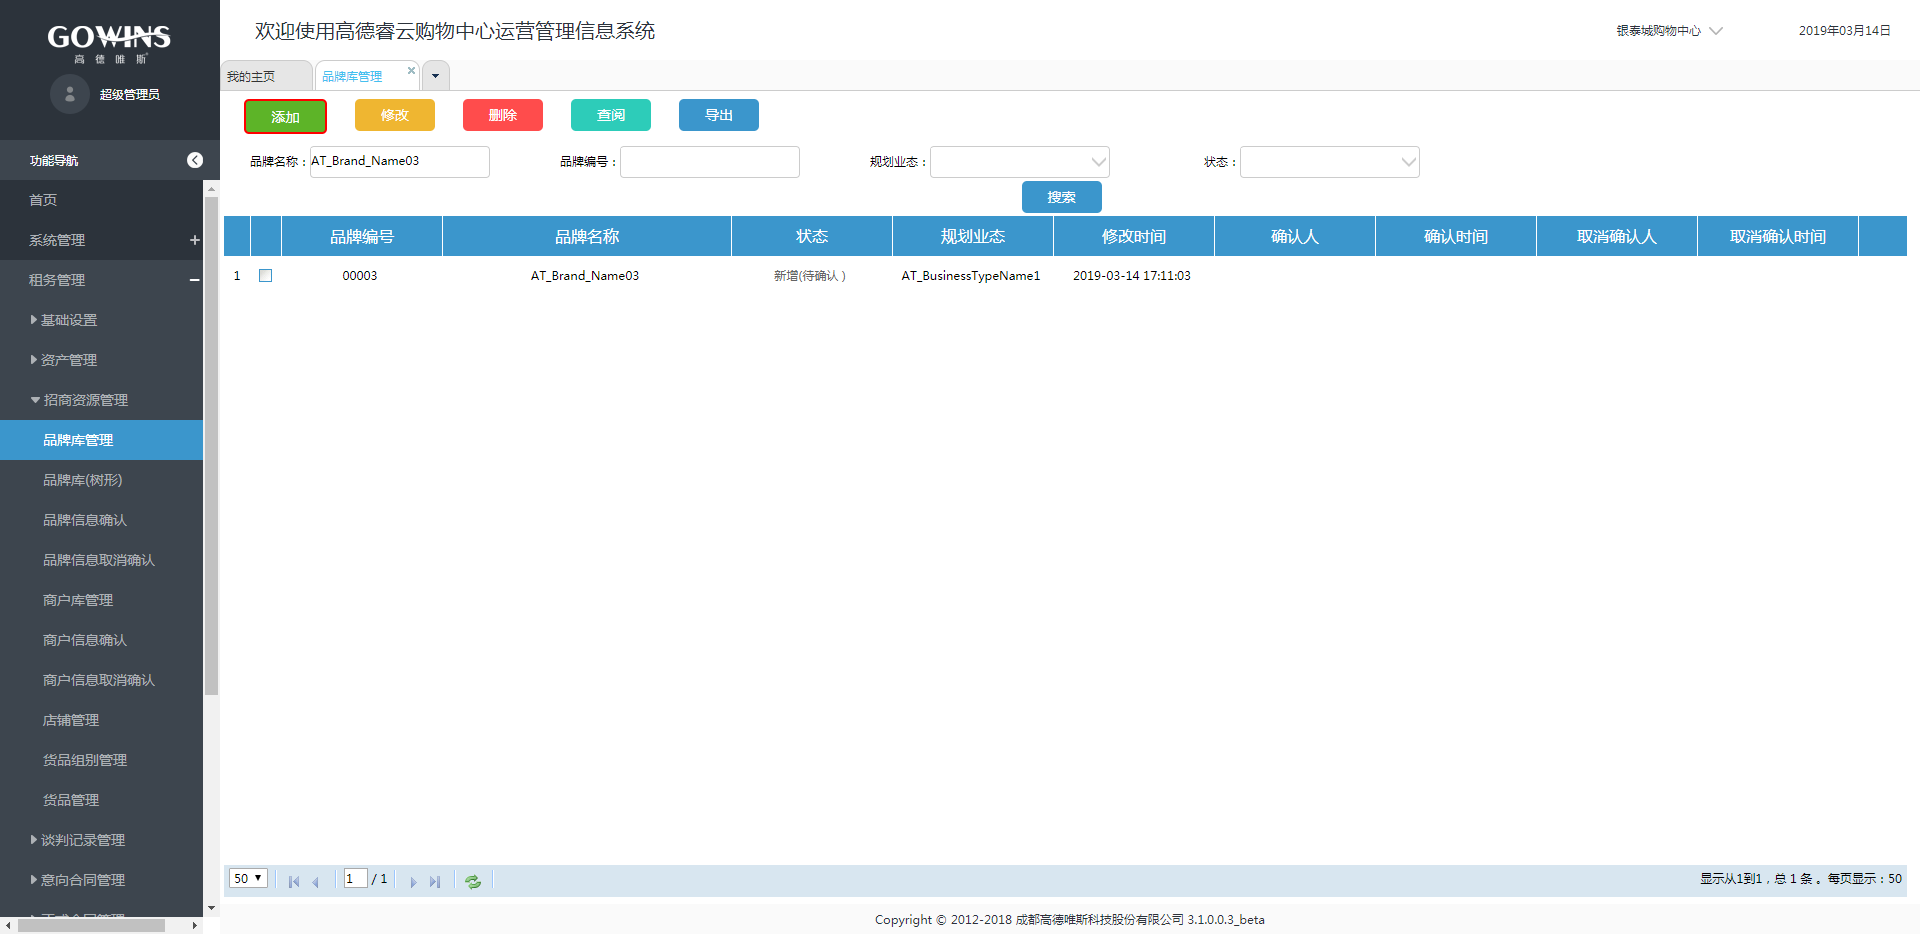 GOWINS
高 德 唯 斯
超级管理员
欢迎使用高德睿云购物中心运营管理信息系统
银泰城购物中心
2019年03月14日
我的主页
品牌库管理
添加
修改
删除
查阅
导出
功能导航
品牌名称：
AT_Brand_Name03
品牌编号：
规划业态：
状态：
搜索
首页
系统管理
租务管理
基础设置
资产管理
招商资源管理
品牌库管理
品牌库(树形)
品牌信息确认
品牌信息取消确认
商户库管理
商户信息确认
商户信息取消确认
店铺管理
货品组别管理
货品管理
谈判记录管理
意向合同管理
品牌编号 品牌名称 状态 规划业态 修改时间 确认人 确认时间 取消确认人 取消确认时间
1 00003 AT_Brand_Name03 新增(待确认 ) AT_BusinessTypeName1 2019-03-14 17:11:03
50
1 / 1
显示从1到1，总 1 条 。每页显示：50
Copyright © 2012-2018 成都高德唯斯科技股份有限公司 3.1.0.0.3_beta